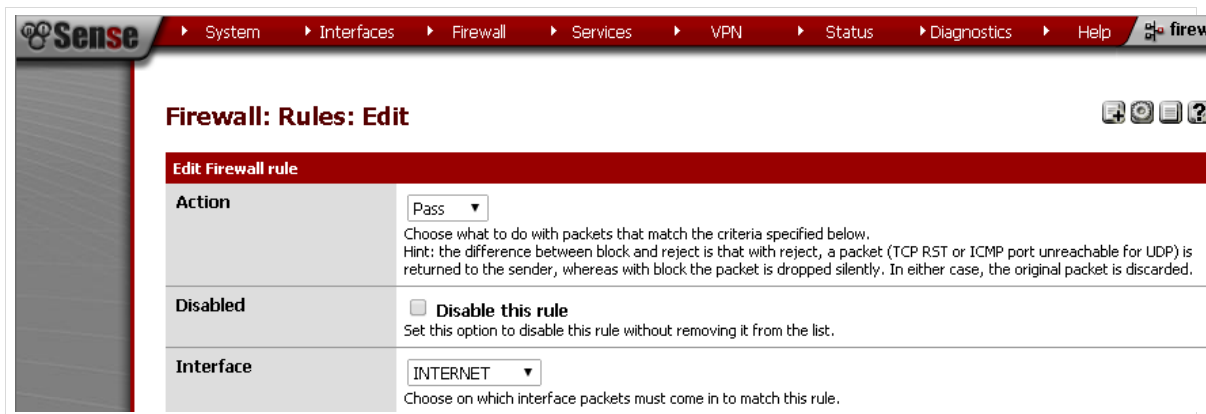 Sense System Interfaces Firewall Services VPN Status Diagnostics Help firew
Firewall: Rules: Edit
Edit Firewall rule
Action
Pass
Choose what to do with packets that match the criteria specified below.
Hint: the difference between block and reject is that with reject, a packet (TCP RST or ICMP port unreachable for UDP) is
returned to the sender, whereas with block the packet is dropped silently. In either case, the original packet is discarded.
Disabled
Disable this rule
Set this option to disable this rule without removing it from the list.
Interface
INTERNET
Choose on which interface packets must come in to match this rule.